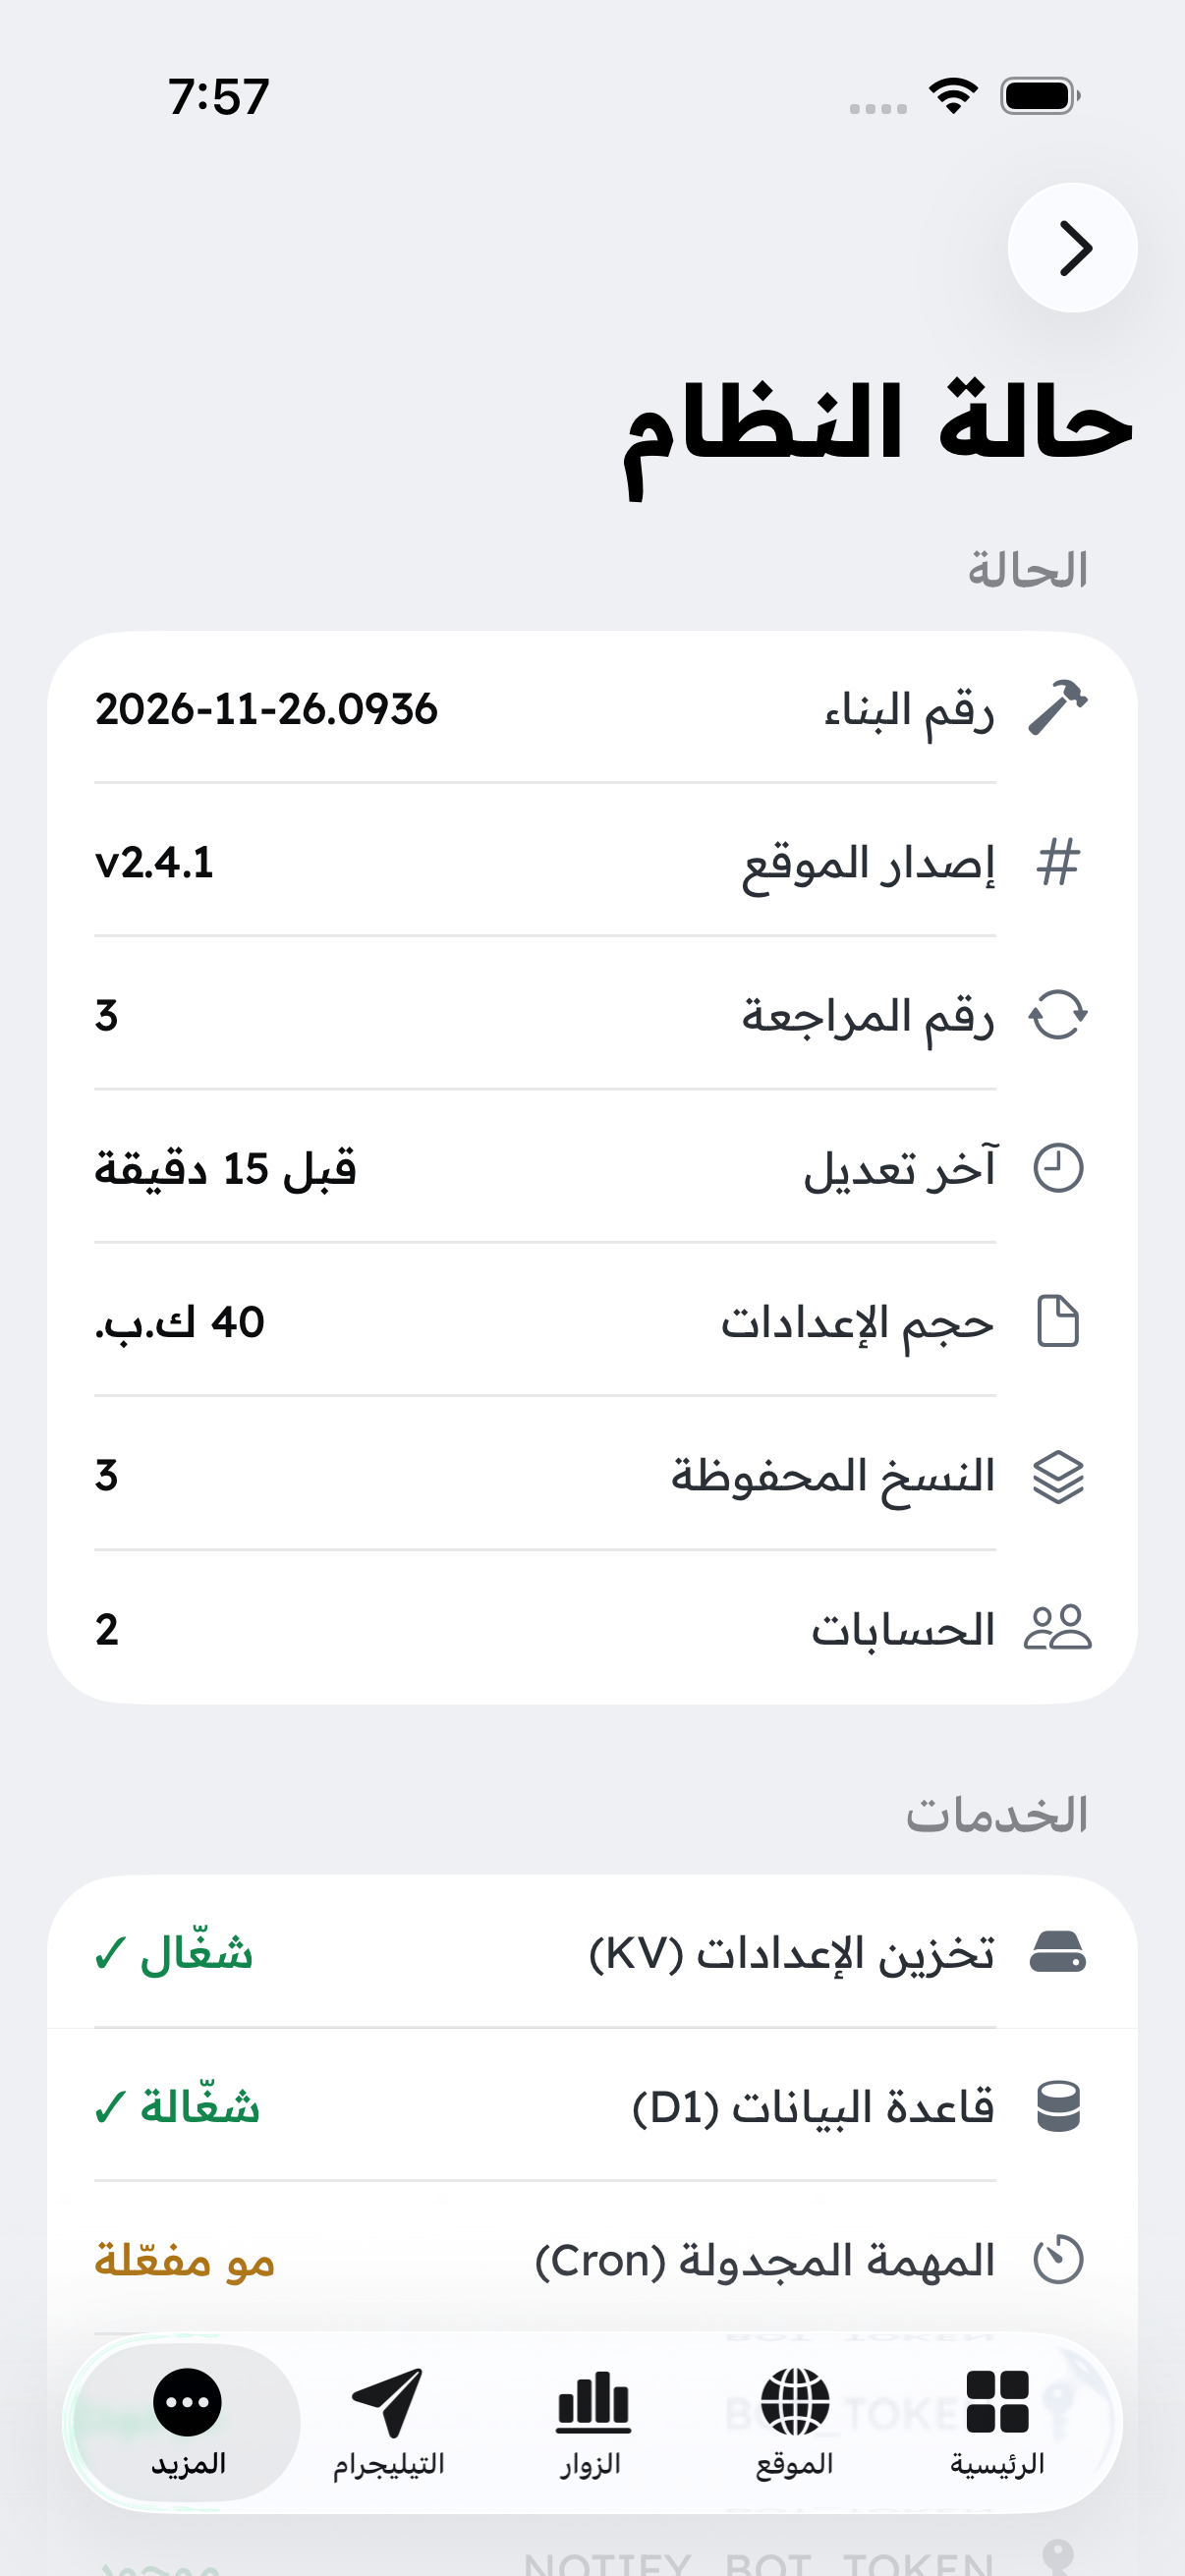 7:57
حالة النظام
الحالة
رقم البناء 2026-11-26.0936
إصدار الموقع v2.4.1
رقم المراجعة 3
آخر تعديل قبل 15 دقيقة
حجم الإعدادات 40 ك.ب.
النسخ المحفوظة 3
الحسابات 2
الخدمات
تخزين الإعدادات (KV) شغّال ✓
قاعدة البيانات (D1) شغّالة ✓
المهمة المجدولة (Cron) مو مفعّلة
BOT_TOKEN
الرئيسية الموقع الزوار التيليجرام المزيد
NOTIFY_BOT_TOKEN موجود